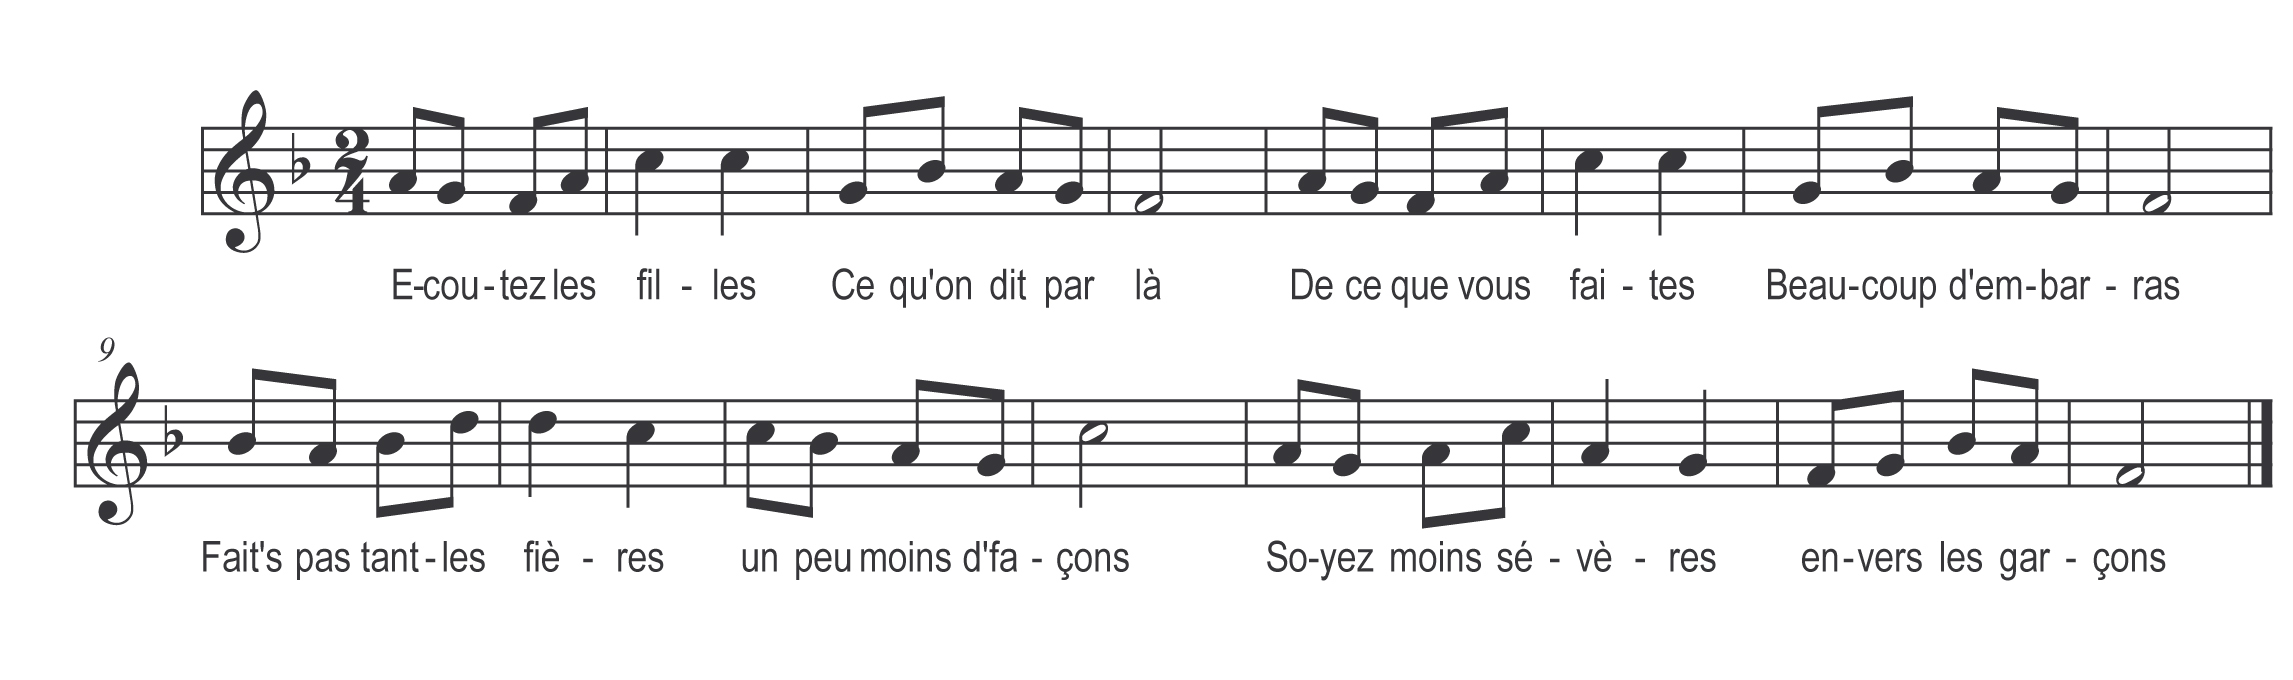 E-cou-tez les fil - les Ce qu'on dit par là De ce que vous fai - tes Beau-coup d'em-bar - ras
9
Fait's pas tant-les fiè - res un peu moins d'fa - çons So-yez moins sé - vè - res en-vers les gar - çons